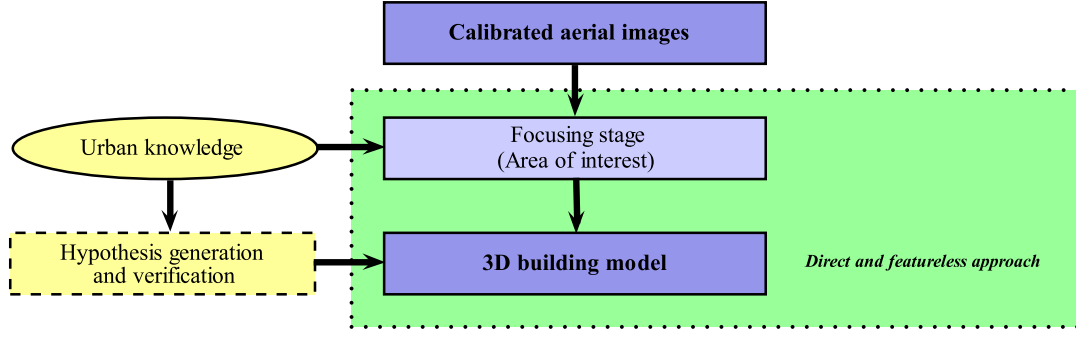 Calibrated aerial images
Urban knowledge
Focusing stage
(Area of interest)
Hypothesis generation
and verification
3D building model
Direct and featureless approach